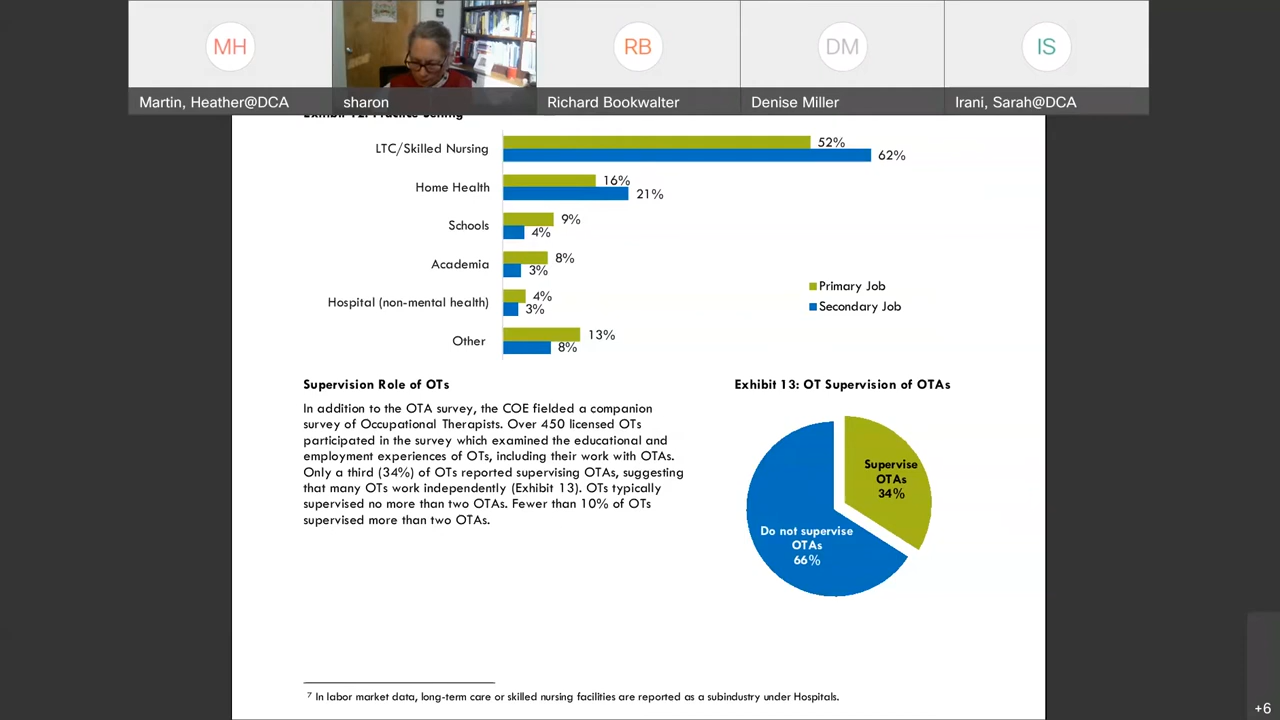 MH
RB
DM
IS
Martin, Heather@DCA
sharon
Richard Bookwalter
Denise Miller
Irani, Sarah@DCA
Exhibit 12: Practice Setting
LTC/Skilled Nursing
52%
62%
Home Health
16%
21%
Schools
9%
4%
Academia
8%
3%
Hospital (non-mental health)
4%
3%
Other
13%
8%
Primary Job
Secondary Job
Supervision Role of OTs
In addition to the OTA survey, the COE fielded a companion
survey of Occupational Therapists. Over 450 licensed OTs
participated in the survey which examined the educational and
employment experiences of OTs, including their work with OTAs.
Only a third (34%) of OTs reported supervising OTAs, suggesting
that many OTs work independently (Exhibit 13). OTs typically
supervised no more than two OTAs. Fewer than 10% of OTs
supervised more than two OTAs.
Exhibit 13: OT Supervision of OTAs
Supervise
OTAs
34%
Do not supervise
OTAs
66%
7 In labor market data, long-term care or skilled nursing facilities are reported as a subindustry under Hospitals.
+6